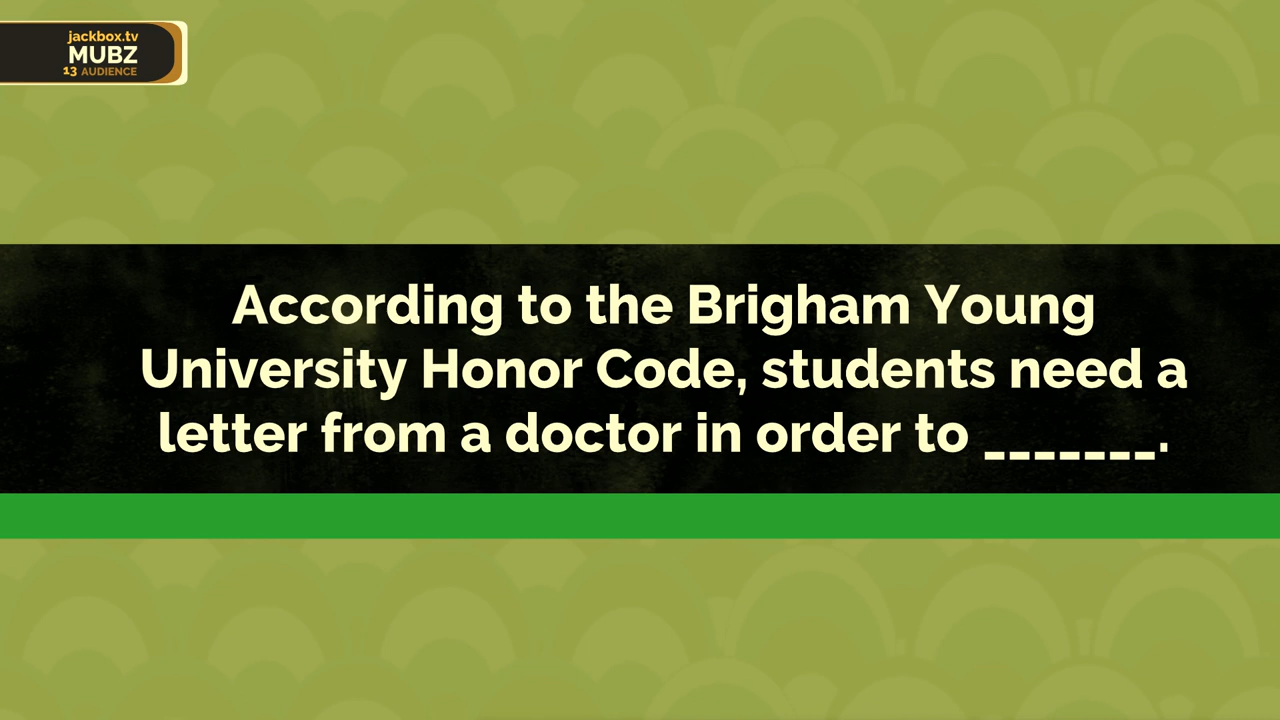 jackbox.tv
MUBZ
13 AUDIENCE
According to the Brigham Young
University Honor Code, students need a
letter from a doctor in order to _______.